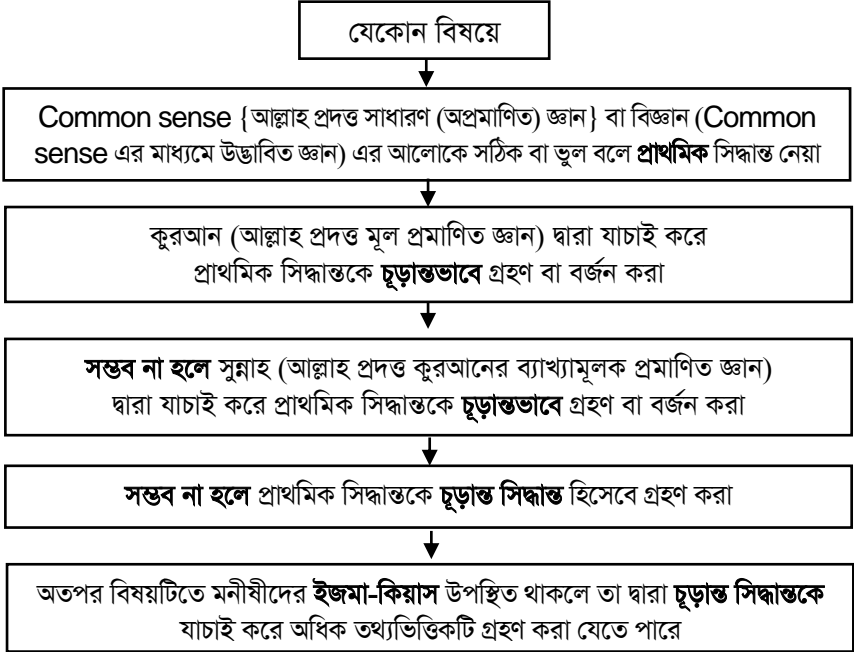 যেকোন বিষয়ে
Common sense {আল্লাহ প্রদত্ত সাধারণ (অপ্রমাণিত) জ্ঞান} বা বিজ্ঞান (Common
sense এর মাধ্যমে উদ্ভাবিত জ্ঞান) এর আলোকে সঠিক বা ভুল বলে প্রাথমিক সিদ্ধান্ত নেয়া
কুরআন (আল্লাহ প্রদত্ত মূল প্রমাণিত জ্ঞান) দ্বারা যাচাই করে
প্রাথমিক সিদ্ধান্তকে চূড়ান্তভাবে গ্রহণ বা বর্জন করা
সম্ভব না হলে সুন্নাহ (আল্লাহ প্রদত্ত কুরআনের ব্যাখ্যামূলক প্রমাণিত জ্ঞান)
দ্বারা যাচাই করে প্রাথমিক সিদ্ধান্তকে চূড়ান্তভাবে গ্রহণ বা বর্জন করা
সম্ভব না হলে প্রাথমিক সিদ্ধান্তকে চূড়ান্ত সিদ্ধান্ত হিসেবে গ্রহণ করা
অতপর বিষয়টিতে মনীষীদের ইজমা-কিয়াস উপস্থিত থাকলে তা দ্বারা চূড়ান্ত সিদ্ধান্তকে
যাচাই করে অধিক তথ্যভিত্তিকটি গ্রহণ করা যেতে পারে